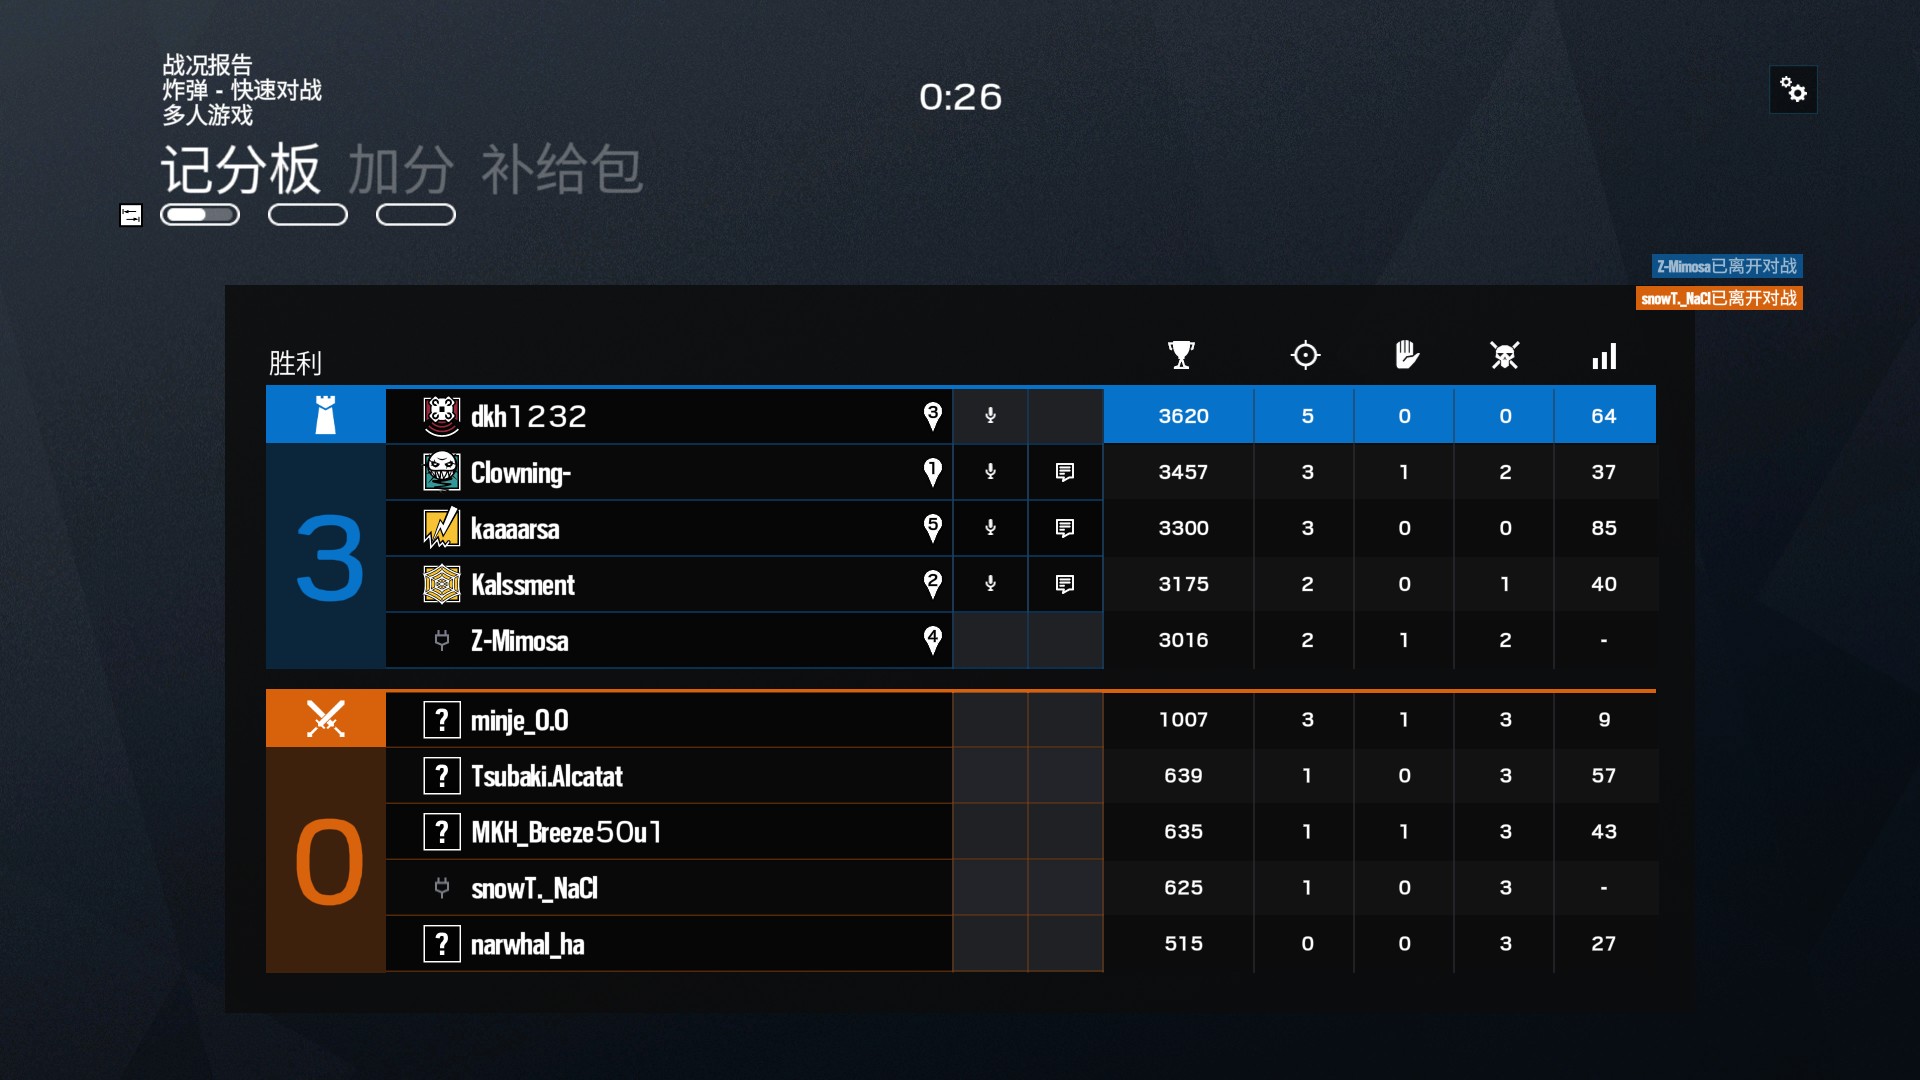 战况报告
炸弹 - 快速对战
多人游戏
0:26
记分板 加分 补给包
Z-Mimosa已离开对战
snowT._NaCl已离开对战
胜利
dkh1232 3 3620 5 0 0 64
Clowning- 1 3457 3 1 2 37
3
kaaaarsa 5 3300 3 0 0 85
Kalssment 2 3175 2 0 1 40
Z-Mimosa 4 3016 2 1 2 -
? minje_0.0 1007 3 1 3 9
? Tsubaki.Alcatat 639 1 0 3 57
0
? MKH_Breeze50u1 635 1 1 3 43
snowT._NaCl 625 1 0 3 -
? narwhal_ha 515 0 0 3 27